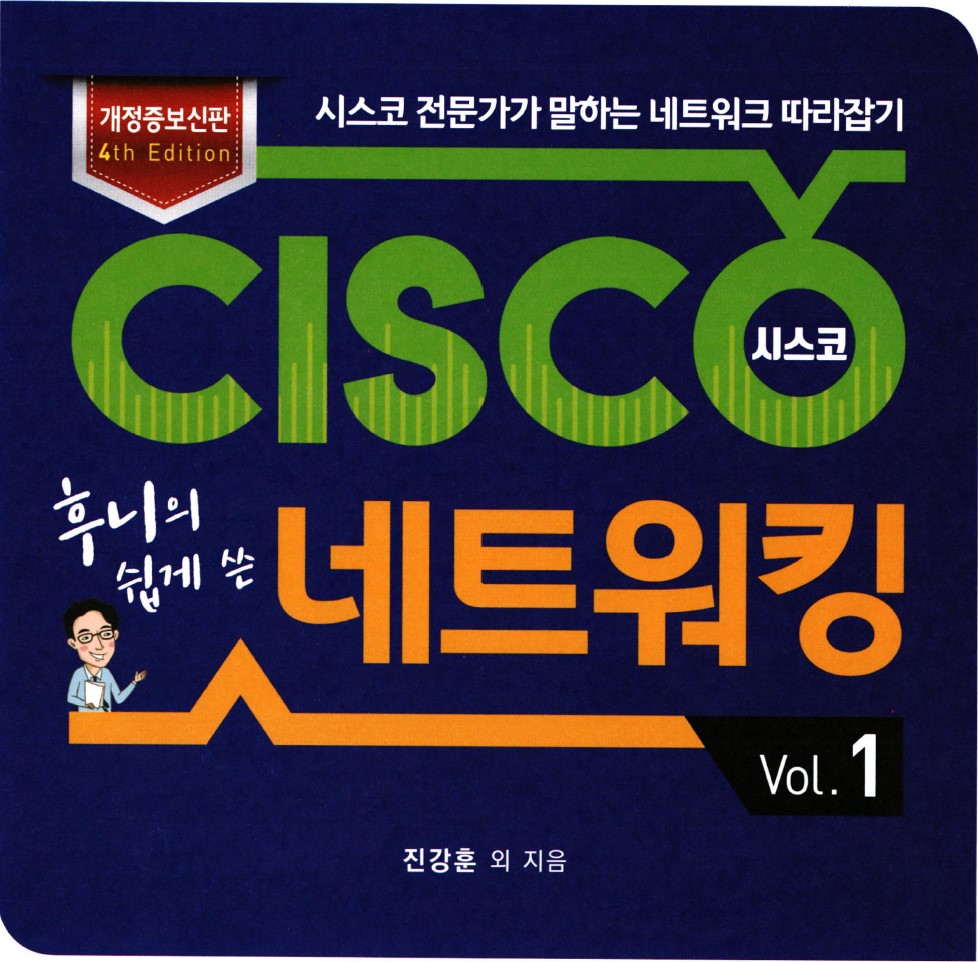 개정증보신판
4th Edition
시스코 전문가가 말하는 네트워크 따라잡기
CISCO
시스코
후니의
쉽게 쓴
네트워킹
Vol. 1
진강훈 외 지음